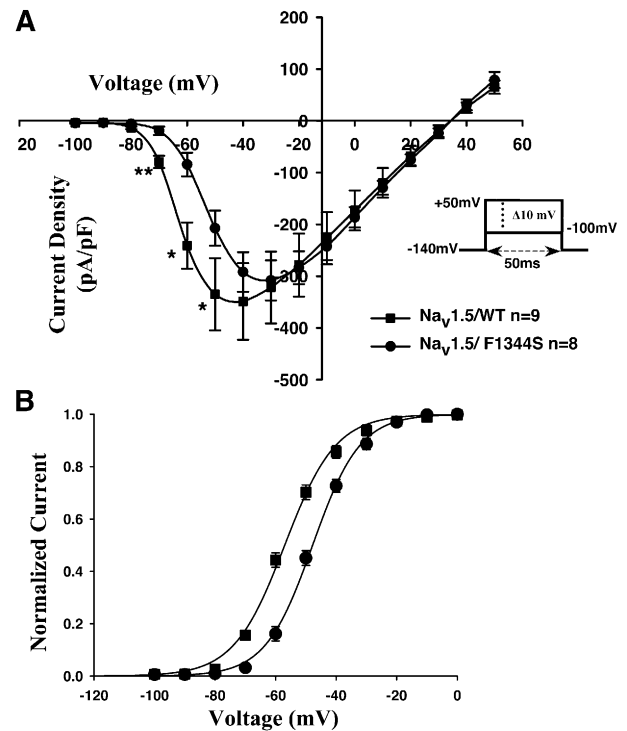 A
Voltage (mV)
200
100
0
-100
-200
-300
-400
-500
20 -100 -80 -60 -40 -20 0 20 40 60
Current Density
(pA/pF)
**
*
*
+50mV
Δ10 mV
-100mV
-140mV
50ms
NaV1.5/WT n=9
NaV1.5/ F1344S n=8
B
Normalized Current
1.0
0.8
0.6
0.4
0.2
0.0
-120 -100 -80 -60 -40 -20 0
Voltage (mV)